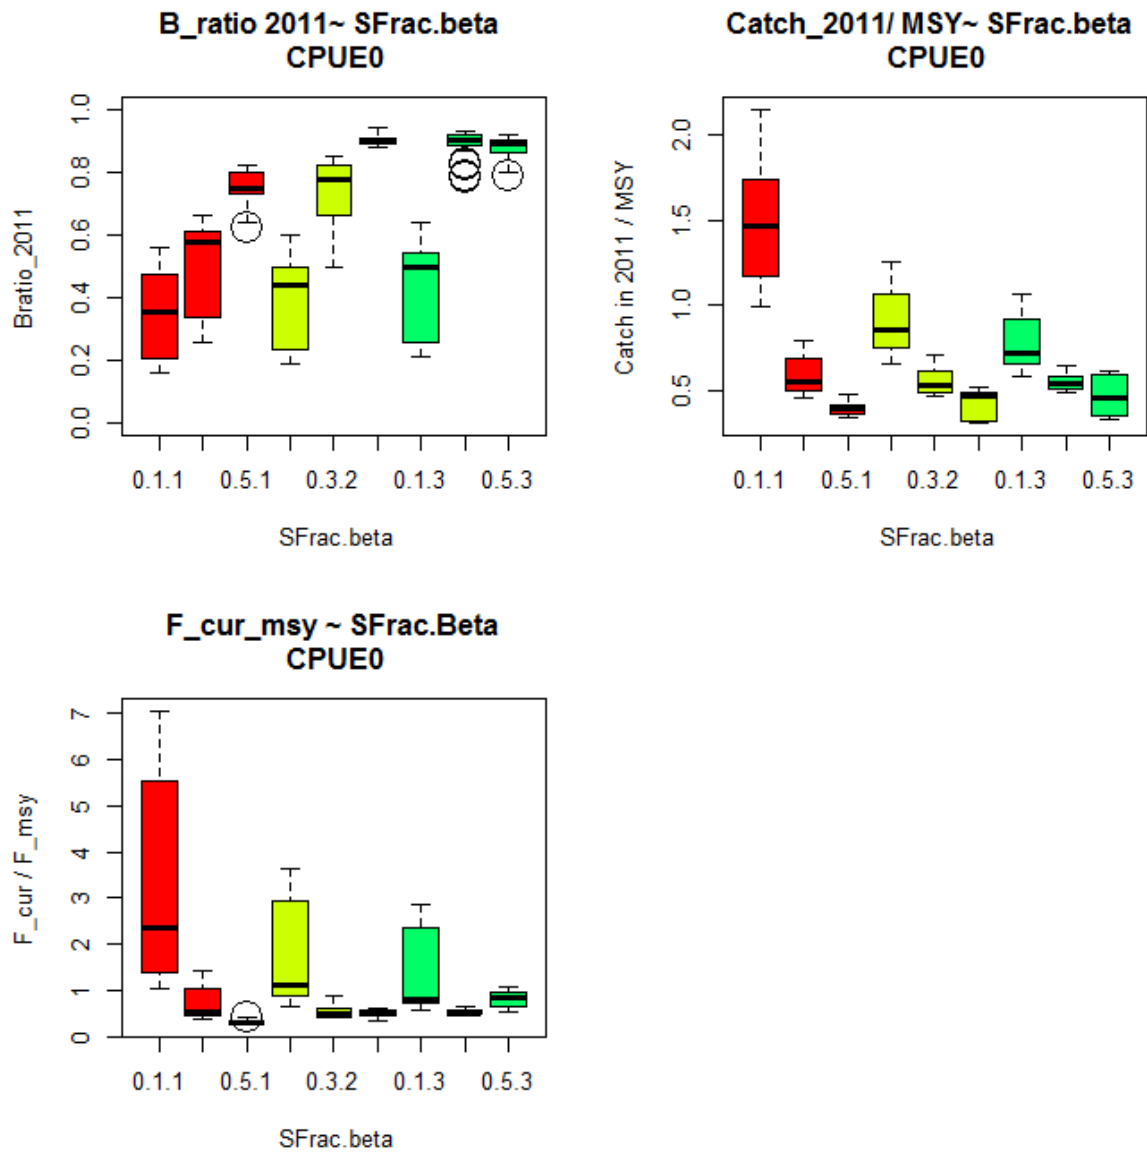 B_ratio 2011~ SFrac.beta
CPUE0
Bratio_2011
1.0
0.8
0.6
0.4
0.2
0.0
0.1.1 0.5.1 0.3.2 0.1.3 0.5.3
SFrac.beta
Catch_2011/ MSY~ SFrac.beta
CPUE0
Catch in 2011 / MSY
2.0
1.5
1.0
0.5
0.1.1 0.5.1 0.3.2 0.1.3 0.5.3
SFrac.beta
F_cur_msy ~ SFrac.Beta
CPUE0
F_cur / F_msy
7
6
5
4
3
2
1
0
0.1.1 0.5.1 0.3.2 0.1.3 0.5.3
SFrac.beta